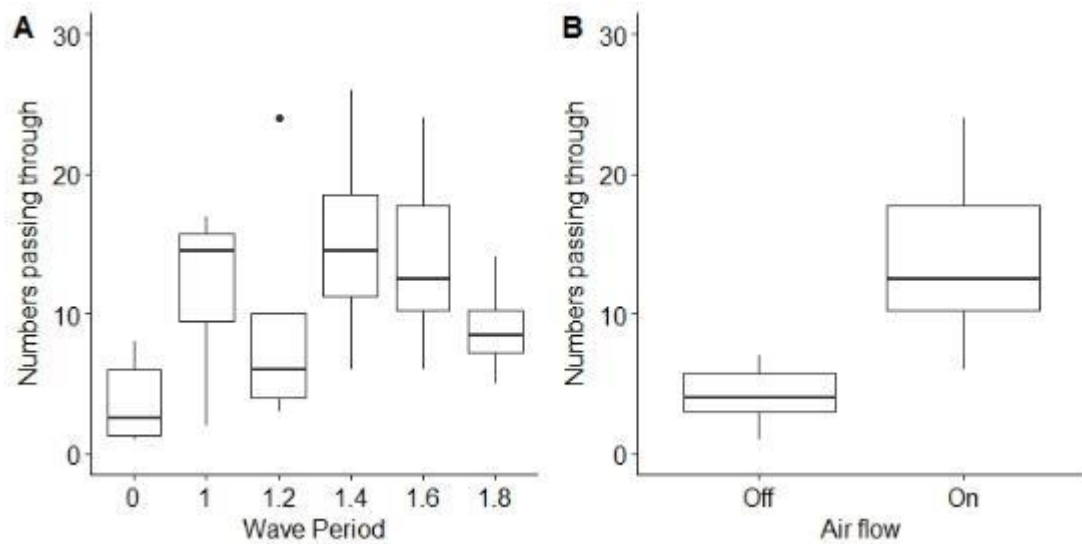 A
Numbers passing through
30
20
10
0
0 1 1.2 1.4 1.6 1.8
Wave Period
B
Numbers passing through
30
20
10
0
Off On
Air flow